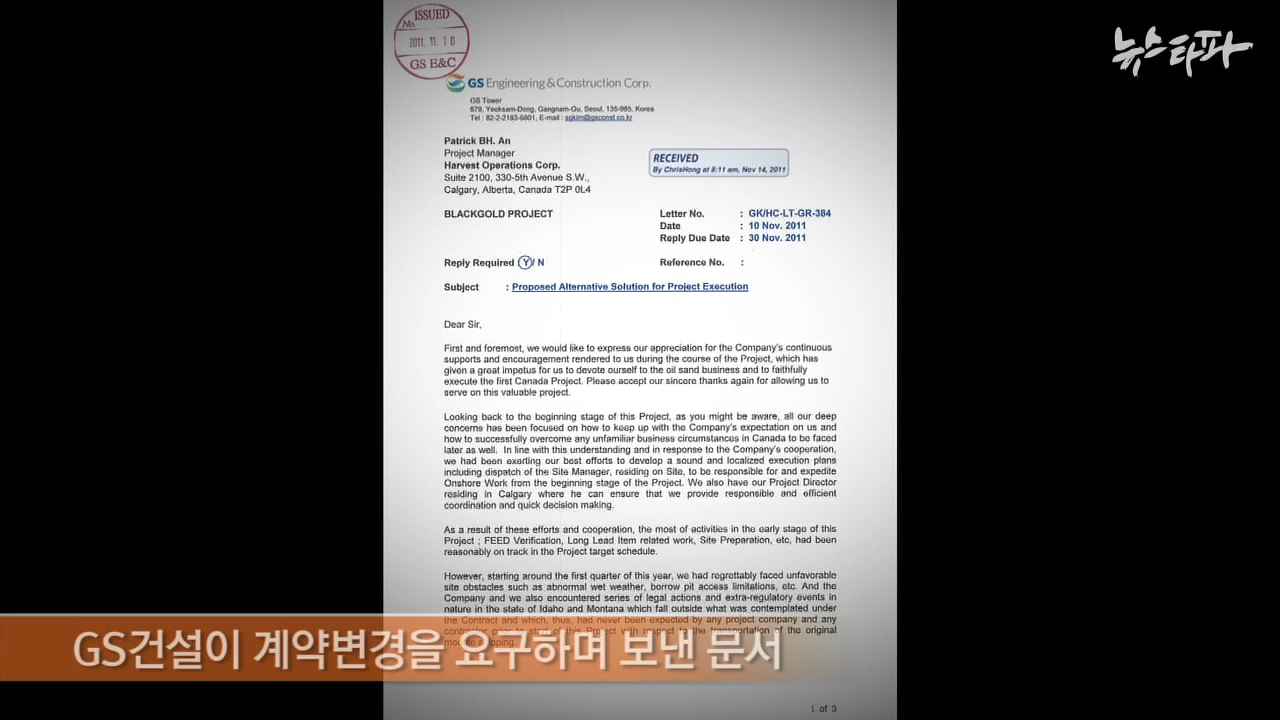 ISSUED
No.
2011. 11. 10
GS E&C
뉴스타파
GS Engineering & Construction Corp.
GS Tower
679, Yeoksam-Dong, Gangnam-Gu, Seoul, 135-985, Korea
Tel : 82-2-2183-6801, E-mail : sgkim@gsconst.co.kr
Patrick BH. An
Project Manager
Harvest Operations Corp.
Suite 2100, 330-5th Avenue S.W.,
Calgary, Alberta, Canada T2P 0L4
RECEIVED
By ChrisHong at 8:11 am, Nov 14, 2011
BLACKGOLD PROJECT
Letter No. : GK/HC-LT-GR-384
Date : 10 Nov. 2011
Reply Due Date : 30 Nov. 2011
Reply Required Y/ N
Reference No. :
Subject : Proposed Alternative Solution for Project Execution
Dear Sir,
First and foremost, we would like to express our appreciation for the Company's continuous
supports and encouragement rendered to us during the course of the Project, which has
given a great impetus for us to devote ourself to the oil sand business and to faithfully
execute the first Canada Project. Please accept our sincere thanks again for allowing us to
serve on this valuable project.
Looking back to the beginning stage of this Project, as you might be aware, all our deep
concerns has been focused on how to keep up with the Company's expectation on us and
how to successfully overcome any unfamiliar business circumstances in Canada to be faced
later as well. In line with this understanding and in response to the Company's cooperation,
we had been exerting our best efforts to develop a sound and localized execution plans
including dispatch of the Site Manager, residing on Site, to be responsible for and expedite
Onshore Work from the beginning stage of the Project. We also have our Project Director
residing in Calgary where he can ensure that we provide responsible and efficient
coordination and quick decision making.
As a result of these efforts and cooperation, the most of activities in the early stage of this
Project ; FEED Verification, Long Lead Item related work, Site Preparation, etc, had been
reasonably on track in the Project target schedule.
However, starting around the first quarter of this year, we had regrettably faced unfavorable
site obstacles such as abnormal wet weather, borrow pit access limitations, etc. And the
Company and we also encountered series of legal actions and extra-regulatory events in
nature in the state of Idaho and Montana which fall outside what was contemplated under
the Contract and which, thus, had never been expected by any project company and any
contractor prior to start of this Project with respect to the transportation of the original
GS건설이 계약변경을 요구하며 보낸 문서
1 of 3